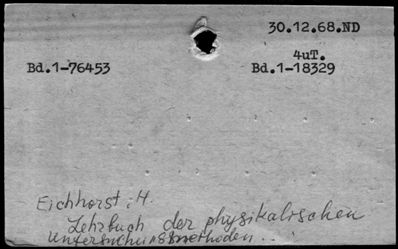 30.12.68.ND
4uT.
Bd.1-76453
Bd.1-18329
Eichhorst, H.
Lehrbuch der physikalischen
Untersuchungsmethoden..